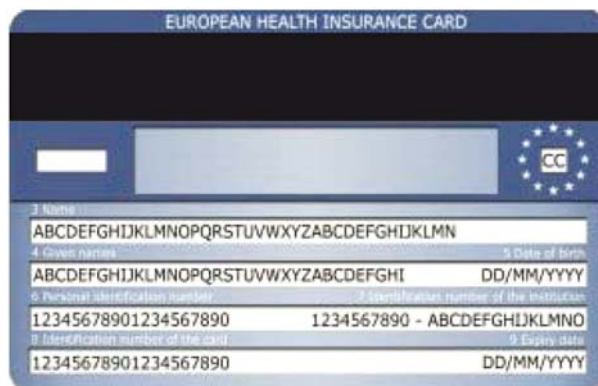 EUROPEAN HEALTH INSURANCE CARD
CC
3 Name
ABCDEFGHIJKLMNOPQRSTUVWXYZABCDEFGHIJKLMN
4 Given names 5 Date of birth
ABCDEFGHIJKLMNOPQRSTUVWXYZABCDEFGHI DD/MM/YYYY
6 Personal identification number 7 Identification number of the institution
12345678901234567890 1234567890 - ABCDEFGHIJKLMNO
8 Identification number of the card 9 Expiry date
12345678901234567890 DD/MM/YYYY